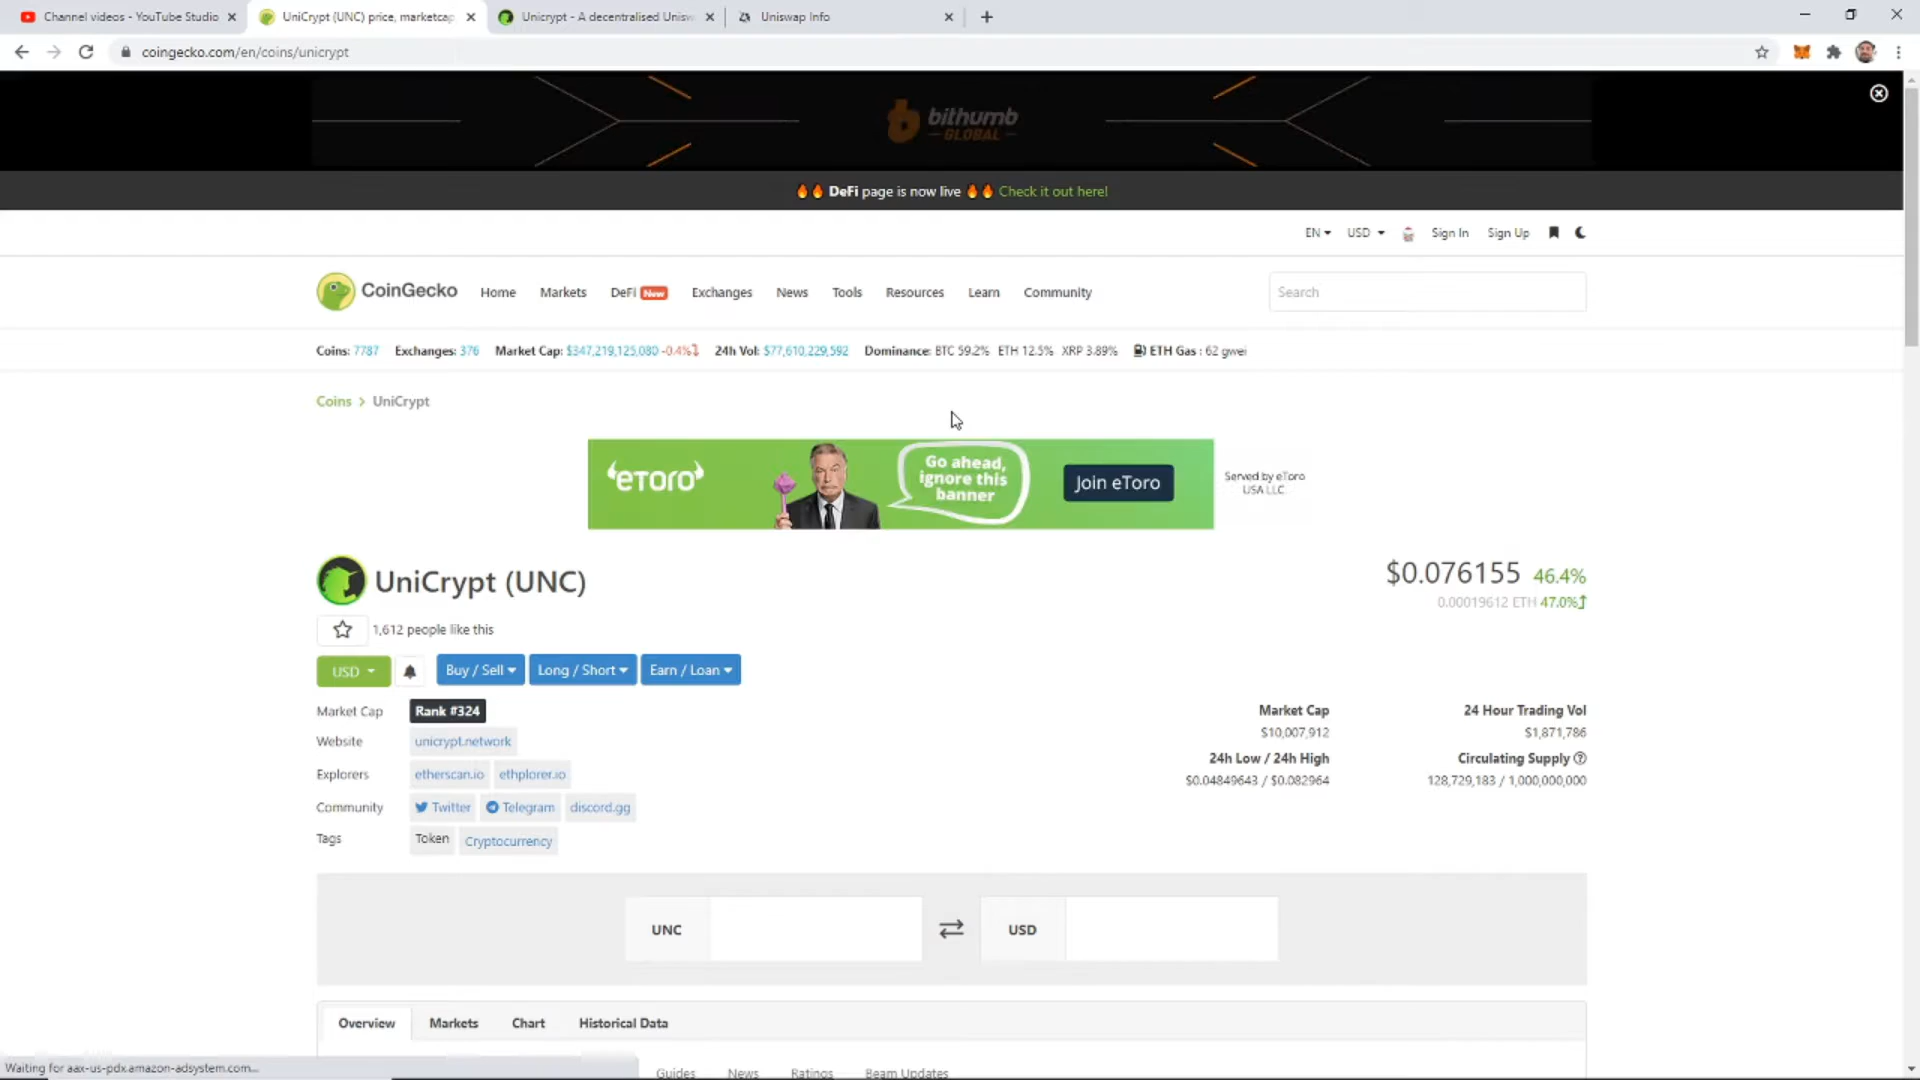 Channel videos - YouTube Studio
UniCrypt (UNC) price, marketcap
Unicrypt - A decentralised Unisw
Uniswap Info
coingecko.com/en/coins/unicrypt
bithumb
GLOBAL
DeFi page is now live
Check it out here!
EN
USD
Sign In
Sign Up
CoinGecko
Home
Markets
DeFi New
Exchanges
News
Tools
Resources
Learn
Community
Search
Coins: 7787
Exchanges: 376
Market Cap: $347,219,125,080 -0.4%
24h Vol: $77,610,229,592
Dominance: BTC 59.2% ETH 12.5% XRP 3.89%
ETH Gas : 62 gwei
Coins > UniCrypt
eToro
Go ahead,
ignore this
banner
Join eToro
Served by eToro
USA LLC.
UniCrypt (UNC)
$0.076155 46.4%
0.00019612 ETH 47.0%
1,612 people like this
USD
Buy / Sell
Long / Short
Earn / Loan
Market Cap
Rank #324
Website
unicrypt.network
Explorers
etherscan.io
ethplorer.io
Community
Twitter
Telegram
discord.gg
Tags
Token
Cryptocurrency
Market Cap
$10,007,912
24 Hour Trading Vol
$1,871,786
24h Low / 24h High
$0.04849643 / $0.082964
Circulating Supply
128,729,183 / 1,000,000,000
UNC
USD
Overview
Markets
Chart
Historical Data
Guides
News
Ratings
Beam Updates
Waiting for aax-us-pdx.amazon-adsystem.com...